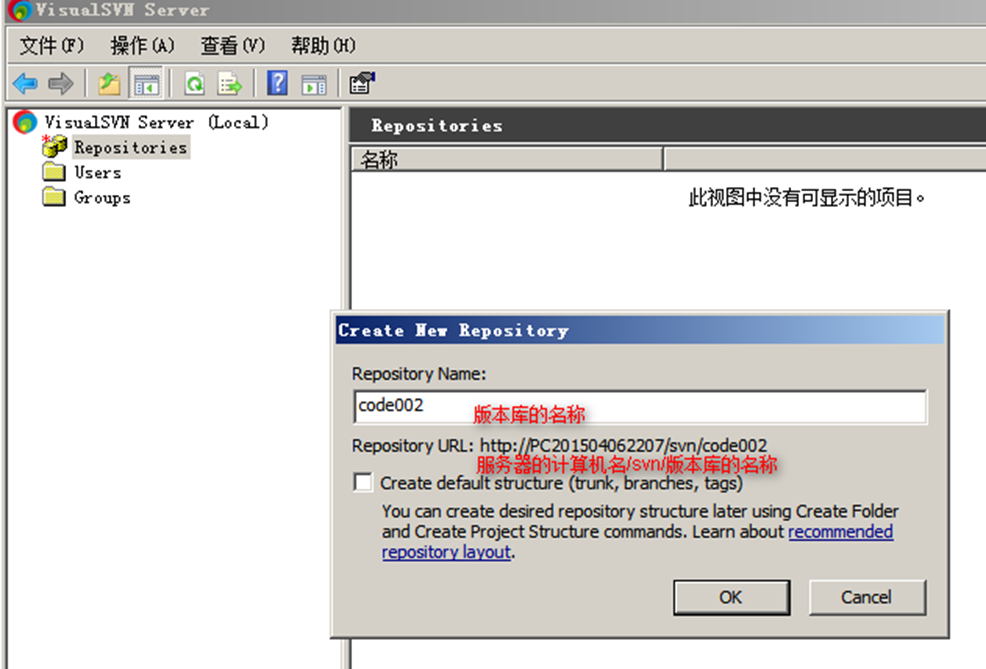 VisualSVN Server
文件(F) 操作(A) 查看(V) 帮助(H)
VisualSVN Server (Local)
Repositories
Users
Groups
Repositories
名称
此视图中没有可显示的项目。
Create New Repository
Repository Name:
code002
版本库的名称
Repository URL: http://PC201504062207/svn/code002
服务器的计算机名/svn/版本库的名称
Create default structure (trunk, branches, tags)
You can create desired repository structure later using Create Folder
and Create Project Structure commands. Learn about recommended
repository layout.
OK Cancel